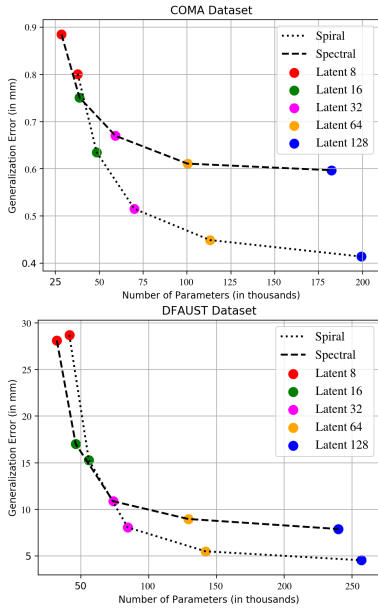 COMA Dataset
Generalization Error (in mm)
0.9
0.8
0.7
0.6
0.5
0.4
Spiral
Spectral
Latent 8
Latent 16
Latent 32
Latent 64
Latent 128
25 50 75 100 125 150 175 200
Number of Parameters (in thousands)
DFAUST Dataset
Generalization Error (in mm)
30
25
20
15
10
5
Spiral
Spectral
Latent 8
Latent 16
Latent 32
Latent 64
Latent 128
50 100 150 200 250
Number of Parameters (in thousands)